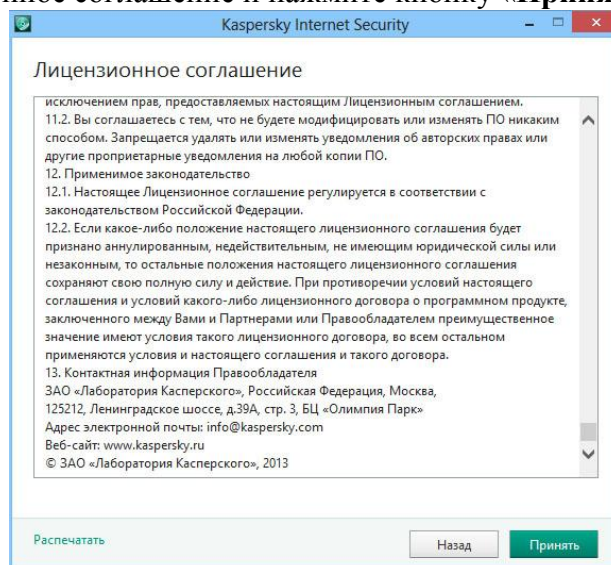 нное соглашение и нажмите кнопку «Приня
Kaspersky Internet Security
Лицензионное соглашение
исключением прав, предоставляемых настоящим Лицензионным соглашением.
11.2. Вы соглашаетесь с тем, что не будете модифицировать или изменять ПО никаким
способом. Запрещается удалять или изменять уведомления об авторских правах или
другие проприетарные уведомления на любой копии ПО.
12. Применимое законодательство
12.1. Настоящее Лицензионное соглашение регулируется в соответствии с
законодательством Российской Федерации.
12.2. Если какое-либо положение настоящего лицензионного соглашения будет
признано аннулированным, недействительным, не имеющим юридической силы или
незаконным, то остальные положения настоящего лицензионного соглашения
сохраняют свою полную силу и действие. При противоречии условий настоящего
соглашения и условий какого-либо лицензионного договора о программном продукте,
заключенного между Вами и Партнерами или Правообладателем преимущественное
значение имеют условия такого лицензионного договора, во всем остальном
применяются условия и настоящего соглашения и такого договора.
13. Контактная информация Правообладателя
ЗАО «Лаборатория Касперского», Российская Федерация, Москва,
125212, Ленинградское шоссе, д.39А, стр. 3, БЦ «Олимпия Парк»
Адрес электронной почты: info@kaspersky.com
Веб-сайт: www.kaspersky.ru
© ЗАО «Лаборатория Касперского», 2013
Распечатать
Назад
Принять